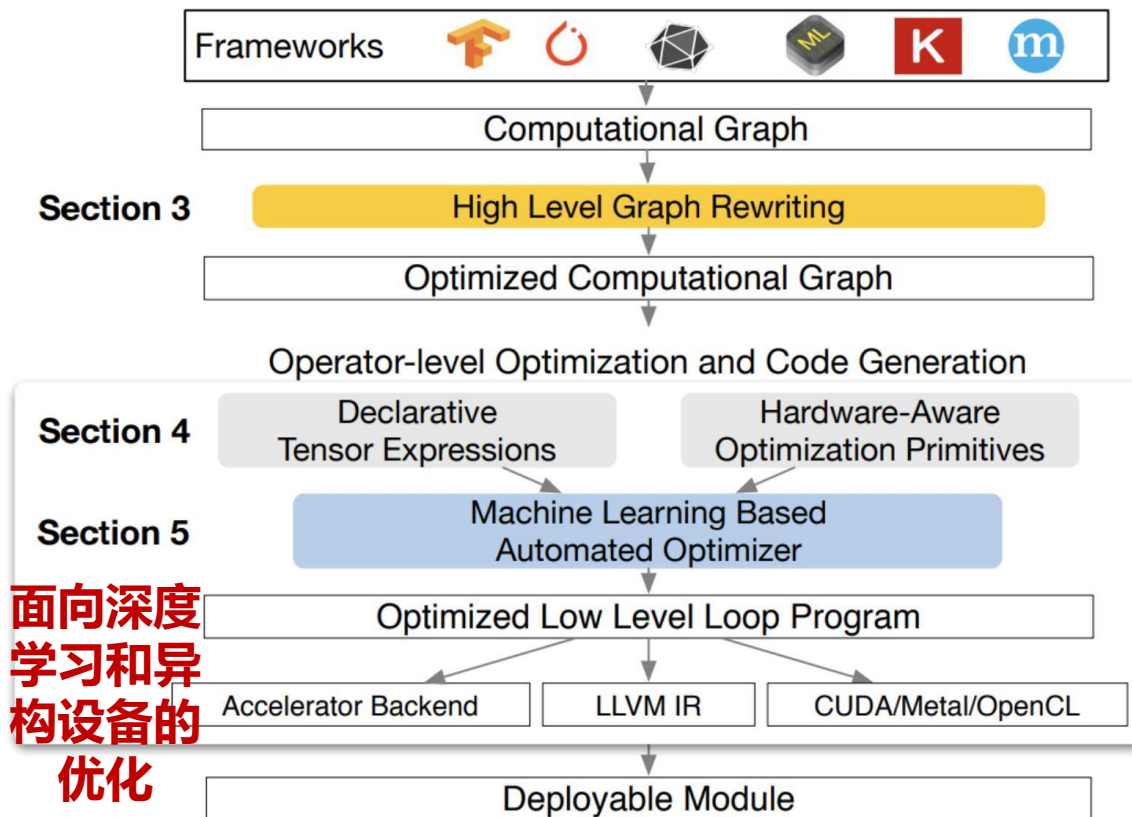 Frameworks
ML
K
m
Computational Graph
Section 3
High Level Graph Rewriting
Optimized Computational Graph
Operator-level Optimization and Code Generation
Section 4
Declarative
Tensor Expressions
Hardware-Aware
Optimization Primitives
Section 5
Machine Learning Based
Automated Optimizer
面向深度
学习和异
构设备的
优化
Optimized Low Level Loop Program
Accelerator Backend
LLVM IR
CUDA/Metal/OpenCL
Deployable Module